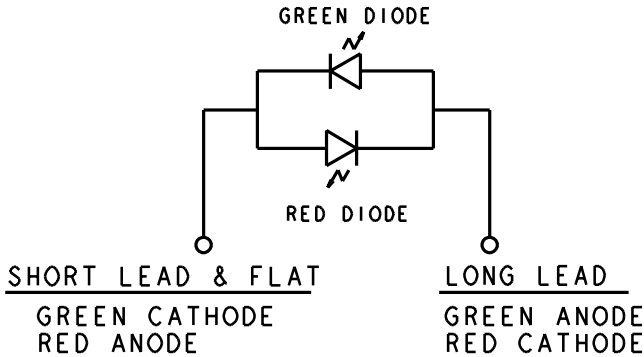 GREEN DIODE
RED DIODE
SHORT LEAD & FLAT
GREEN CATHODE
RED ANODE
LONG LEAD
GREEN ANODE
RED CATHODE